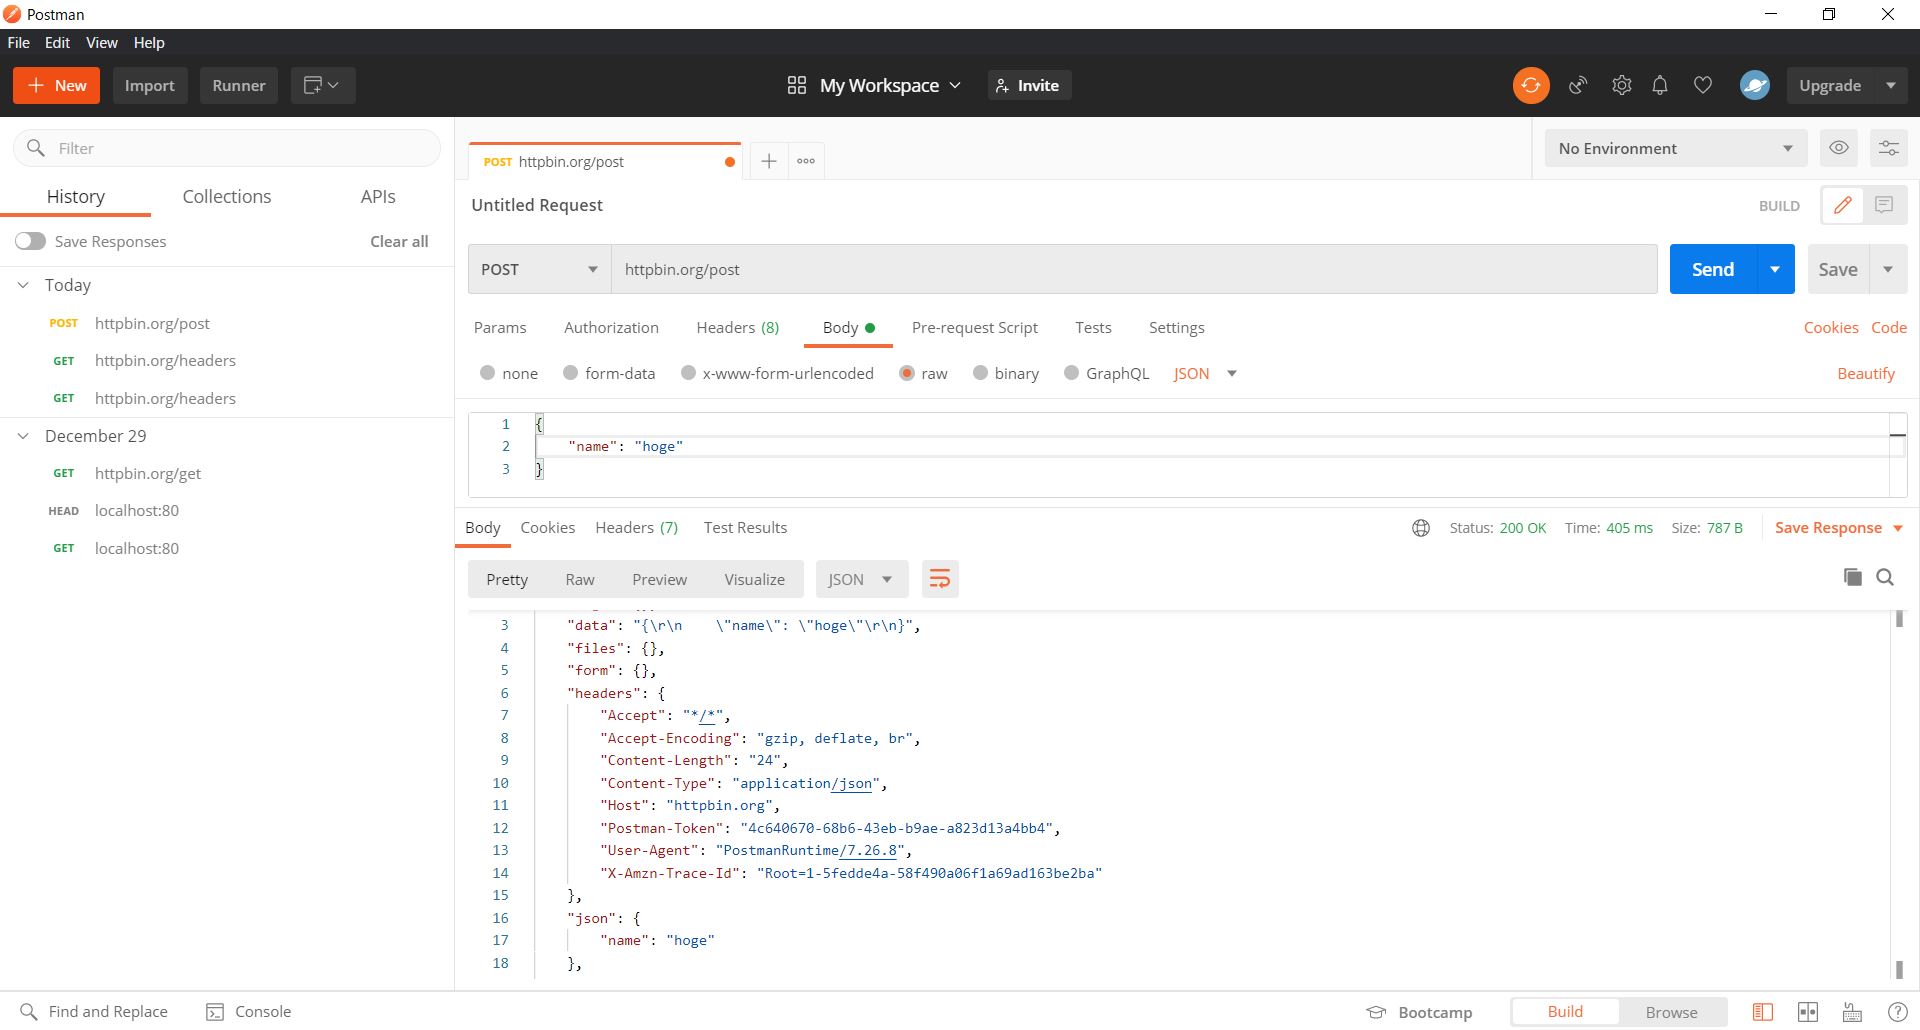 Postman
File Edit View Help
New Import Runner My Workspace Invite Upgrade
Filter
History Collections APIs
Save Responses Clear all
Today
POST httpbin.org/post
GET httpbin.org/headers
GET httpbin.org/headers
December 29
GET httpbin.org/get
HEAD localhost:80
GET localhost:80
POST httpbin.org/post
No Environment
Untitled Request
BUILD
POST httpbin.org/post Send Save
Params Authorization Headers (8) Body Pre-request Script Tests Settings Cookies Code
none form-data x-www-form-urlencoded raw binary GraphQL JSON Beautify
1 {
2 "name": "hoge"
3 }
Body Cookies Headers (7) Test Results Status: 200 OK Time: 405 ms Size: 787 B Save Response
Pretty Raw Preview Visualize JSON
3 "data": "{\r\n    \"name\": \"hoge\"\r\n}",
4 "files": {},
5 "form": {},
6 "headers": {
7 "Accept": "*/*",
8 "Accept-Encoding": "gzip, deflate, br",
9 "Content-Length": "24",
10 "Content-Type": "application/json",
11 "Host": "httpbin.org",
12 "Postman-Token": "4c640670-68b6-43eb-b9ae-a823d13a4bb4",
13 "User-Agent": "PostmanRuntime/7.26.8",
14 "X-Amzn-Trace-Id": "Root=1-5fedde4a-58f490a06f1a69ad163be2ba"
15 },
16 "json": {
17 "name": "hoge"
18 },
Find and Replace Console Bootcamp Build Browse